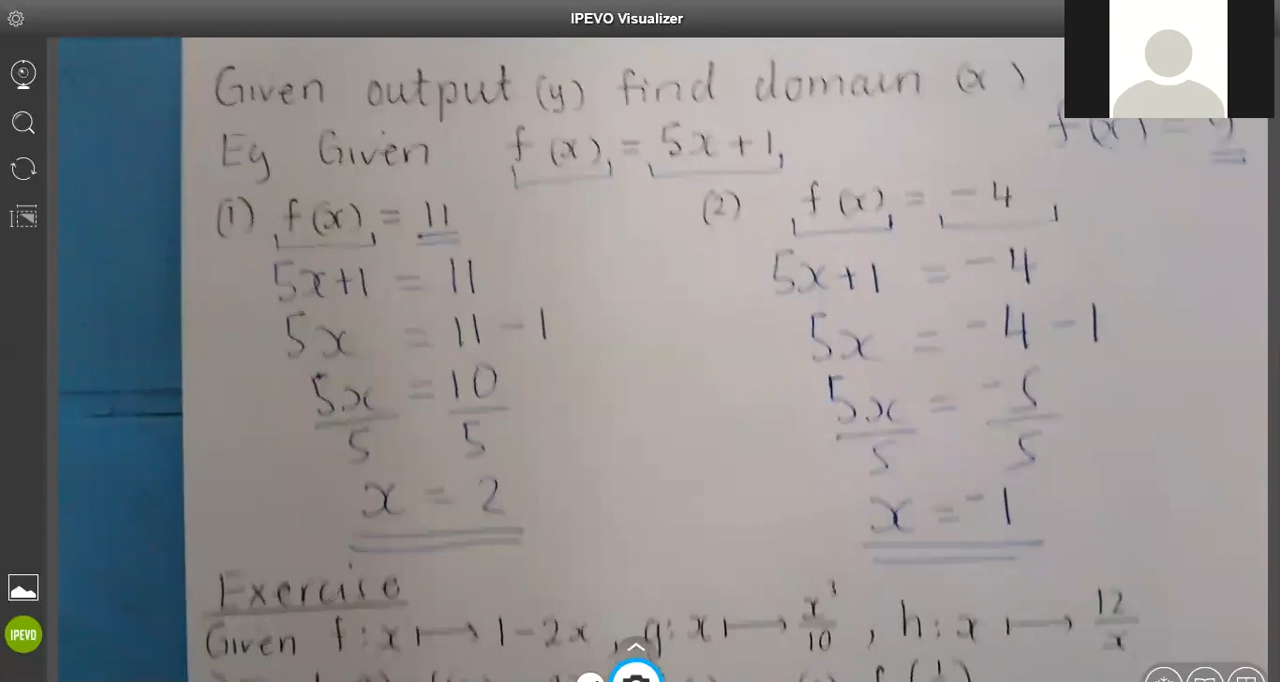 IPEVO Visualizer
Given output (y) find domain (x)
f(x) = y
Eg Given f(x) = 5x+1
(1) f(x) = 11
5x+1 = 11
5x = 11 - 1
5x/5 = 10/5
x = 2
(2) f(x) = -4
5x+1 = -4
5x = -4 - 1
5x/5 = -5/5
x = -1
Exercise
Given f: x ⟼ 1-2x, g: x ⟼ x³/10, h: x ⟼ 12/x
IPEVO